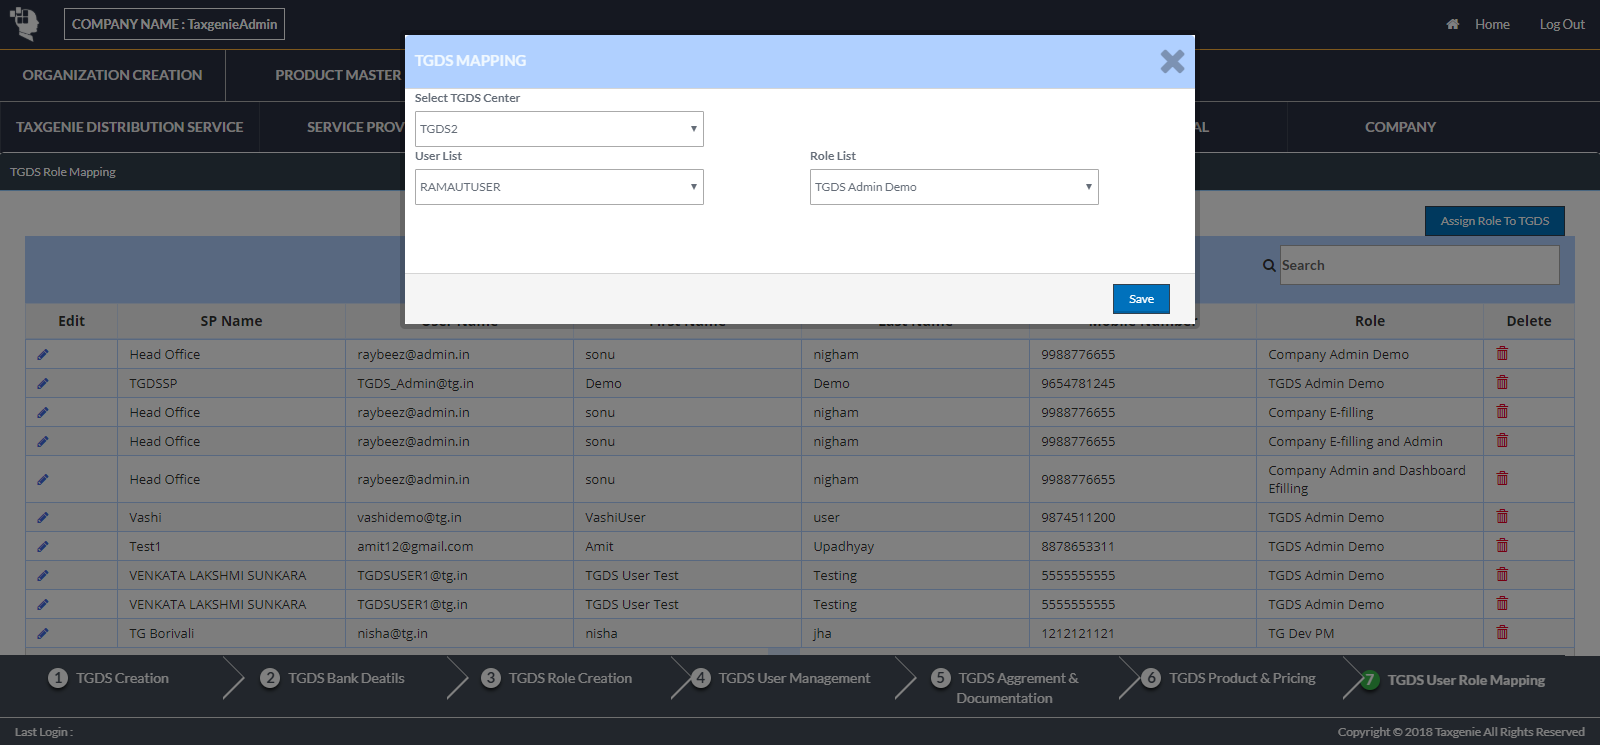 COMPANY NAME : TaxgenieAdmin
Home Log Out
ORGANIZATION CREATION PRODUCT MASTER
TAXGENIE DISTRIBUTION SERVICE SERVICE PROV AL COMPANY
TGDS Role Mapping
TGDS MAPPING
Select TGDS Center
TGDS2
User List Role List
RAMAUTUSER TGDS Admin Demo
Save
Assign Role To TGDS
Search
Edit SP Name User Name First Name Last Name Mobile Number Role Delete
Head Office raybeez@admin.in sonu nigham 9988776655 Company Admin Demo
TGDSSP TGDS_Admin@tg.in Demo Demo 9654781245 TGDS Admin Demo
Head Office raybeez@admin.in sonu nigham 9988776655 Company E-filling
Head Office raybeez@admin.in sonu nigham 9988776655 Company E-filling and Admin
Head Office raybeez@admin.in sonu nigham 9988776655 Company Admin and Dashboard
Efilling
Vashi vashidemo@tg.in VashiUser user 9874511200 TGDS Admin Demo
Test1 amit12@gmail.com Amit Upadhyay 8878653311 TGDS Admin Demo
VENKATA LAKSHMI SUNKARA TGDSUSER1@tg.in TGDS User Test Testing 5555555555 TGDS Admin Demo
VENKATA LAKSHMI SUNKARA TGDSUSER1@tg.in TGDS User Test Testing 5555555555 TGDS Admin Demo
TG Borivali nisha@tg.in nisha jha 1212121121 TG Dev PM
1 TGDS Creation 2 TGDS Bank Deatils 3 TGDS Role Creation 4 TGDS User Management 5 TGDS Aggrement & 6 TGDS Product & Pricing 7 TGDS User Role Mapping
Documentation
Last Login : Copyright © 2018 Taxgenie All Rights Reserved